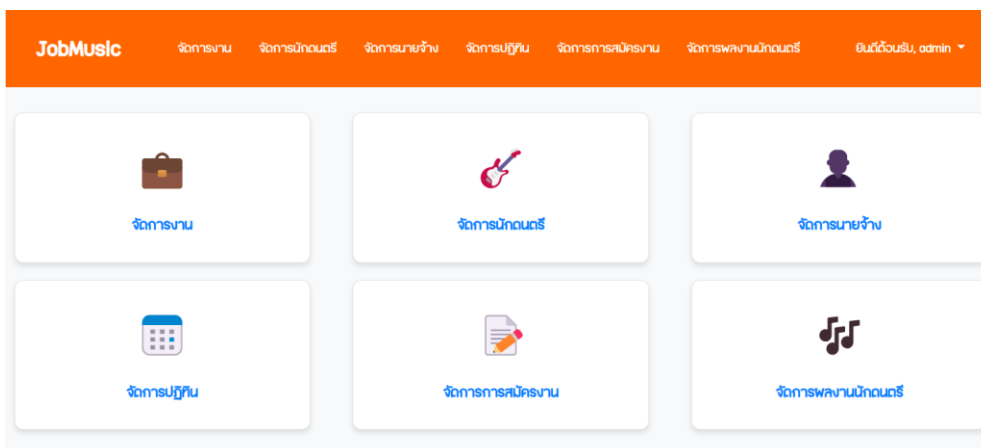 JobMusic จัดการงาน จัดการนักดนตรี จัดการนายจ้าง จัดการปฏิทิน จัดการการสมัครงาน จัดการผลงานนักดนตรี ยินดีต้อนรับ, admin
จัดการงาน จัดการนักดนตรี จัดการนายจ้าง
จัดการปฏิทิน จัดการการสมัครงาน จัดการผลงานนักดนตรี